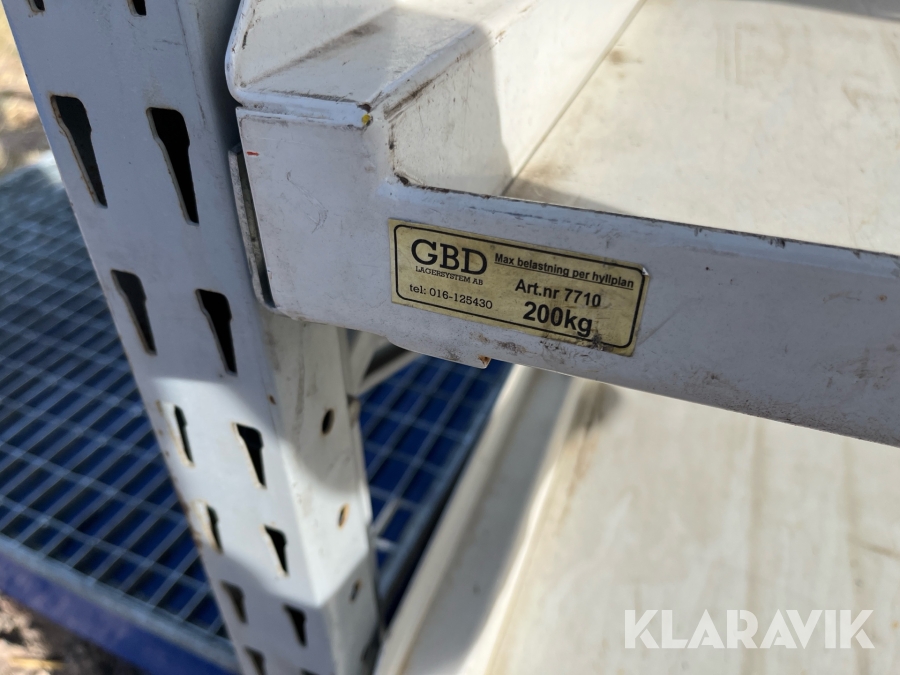 GBD
LAGERSYSTEM AB
tel: 016-125430
Max belastning per hyllplan
Art.nr 7710
200kg
KLARAVIK